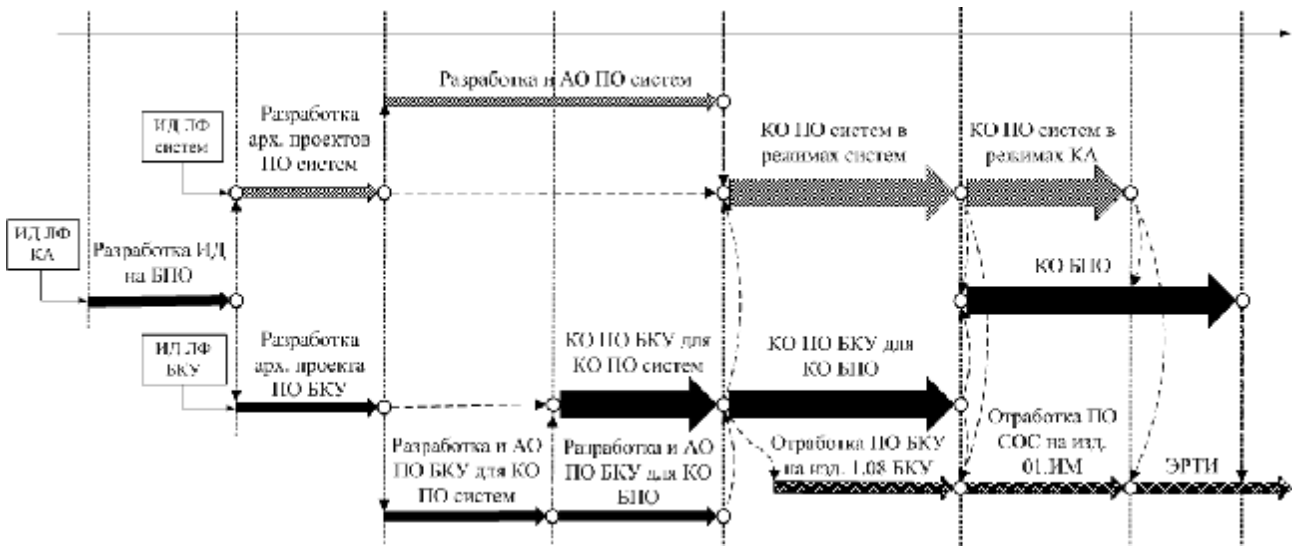 Разработка и АО ПО систем
ИД ЛФ
систем
Разработка
арх. проектов
ПО систем
КО ПО систем в
режимах систем
КО ПО систем в
режимах КА
ИД ЛФ
КА
Разработка ИД
на БПО
КО БПО
ИД ЛФ
БКУ
Разработка
арх. проекта
ПО БКУ
КО ПО БКУ для
КО ПО систем
КО ПО БКУ для
КО БПО
Разработка и АО
ПО БКУ для КО
ПО систем
Разработка и АО
ПО БКУ для КО
БПО
Отработка ПО БКУ
на изд. 1.08 БКУ
Отработка ПО
СОС на изд.
01.ИМ
ЭРТИ